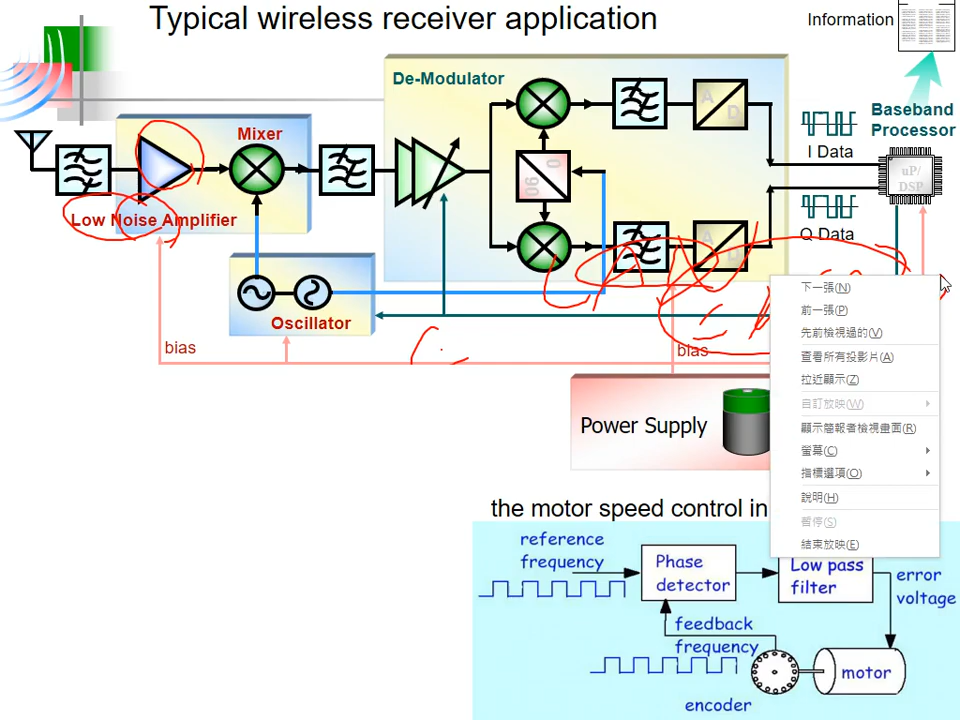 Typical wireless receiver application
Information
De-Modulator
Mixer
Low Noise Amplifier
A
D
0
90
A
D
I Data
Q Data
Baseband
Processor
uP/
DSP
Oscillator
bias
bias
Power Supply
下一張(N)
前一張(P)
先前檢視過的(V)
查看所有投影片(A)
拉近顯示(Z)
自訂放映(W)
顯示簡報者檢視畫面(R)
螢幕(C)
指標選項(O)
說明(H)
暫停(S)
結束放映(E)
the motor speed control in
reference
frequency
Phase
detector
Low pass
filter
error
voltage
feedback
frequency
motor
encoder